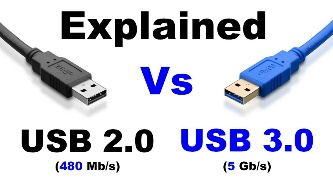 Explained
Vs
USB 2.0
USB 3.0
(480 Mb/s)
(5 Gb/s)